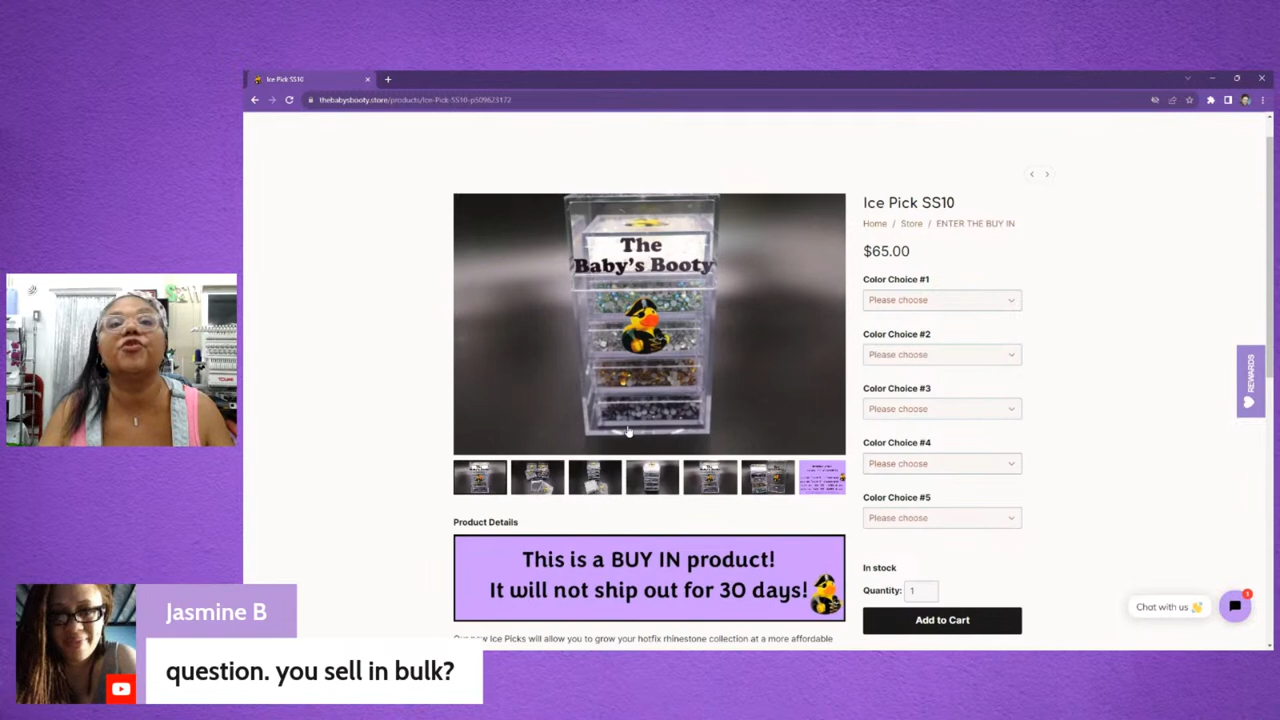 Ice Pick SS10
thebabysbooty.store/products/Ice-Pick-SS10-p509623172
Ice Pick SS10
Home / Store / ENTER THE BUY IN
$65.00
Color Choice #1
Please choose
Color Choice #2
Please choose
Color Choice #3
Please choose
Color Choice #4
Please choose
Color Choice #5
Please choose
In stock
Quantity: 1
Add to Cart
The
Baby's Booty
Product Details
This is a BUY IN product!
It will not ship out for 30 days!
Our new Ice Picks will allow you to grow your hotfix rhinestone collection at a more affordable
REWARDS
Chat with us 👋
1
Jasmine B
question. you sell in bulk?